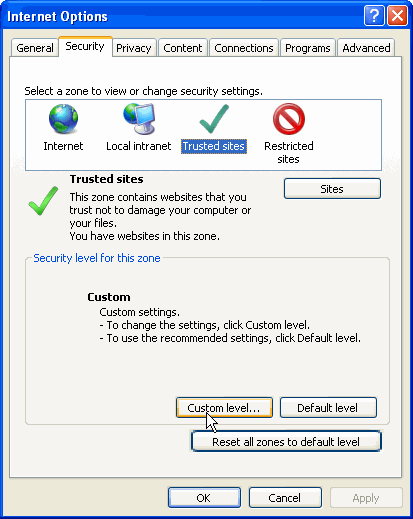 Internet Options
General Security Privacy Content Connections Programs Advanced
Select a zone to view or change security settings.
Internet Local intranet Trusted sites Restricted
sites
Trusted sites
Sites
This zone contains websites that you
trust not to damage your computer or
your files.
You have websites in this zone.
Security level for this zone
Custom
Custom settings.
- To change the settings, click Custom level.
- To use the recommended settings, click Default level.
Custom level... Default level
Reset all zones to default level
OK Cancel Apply